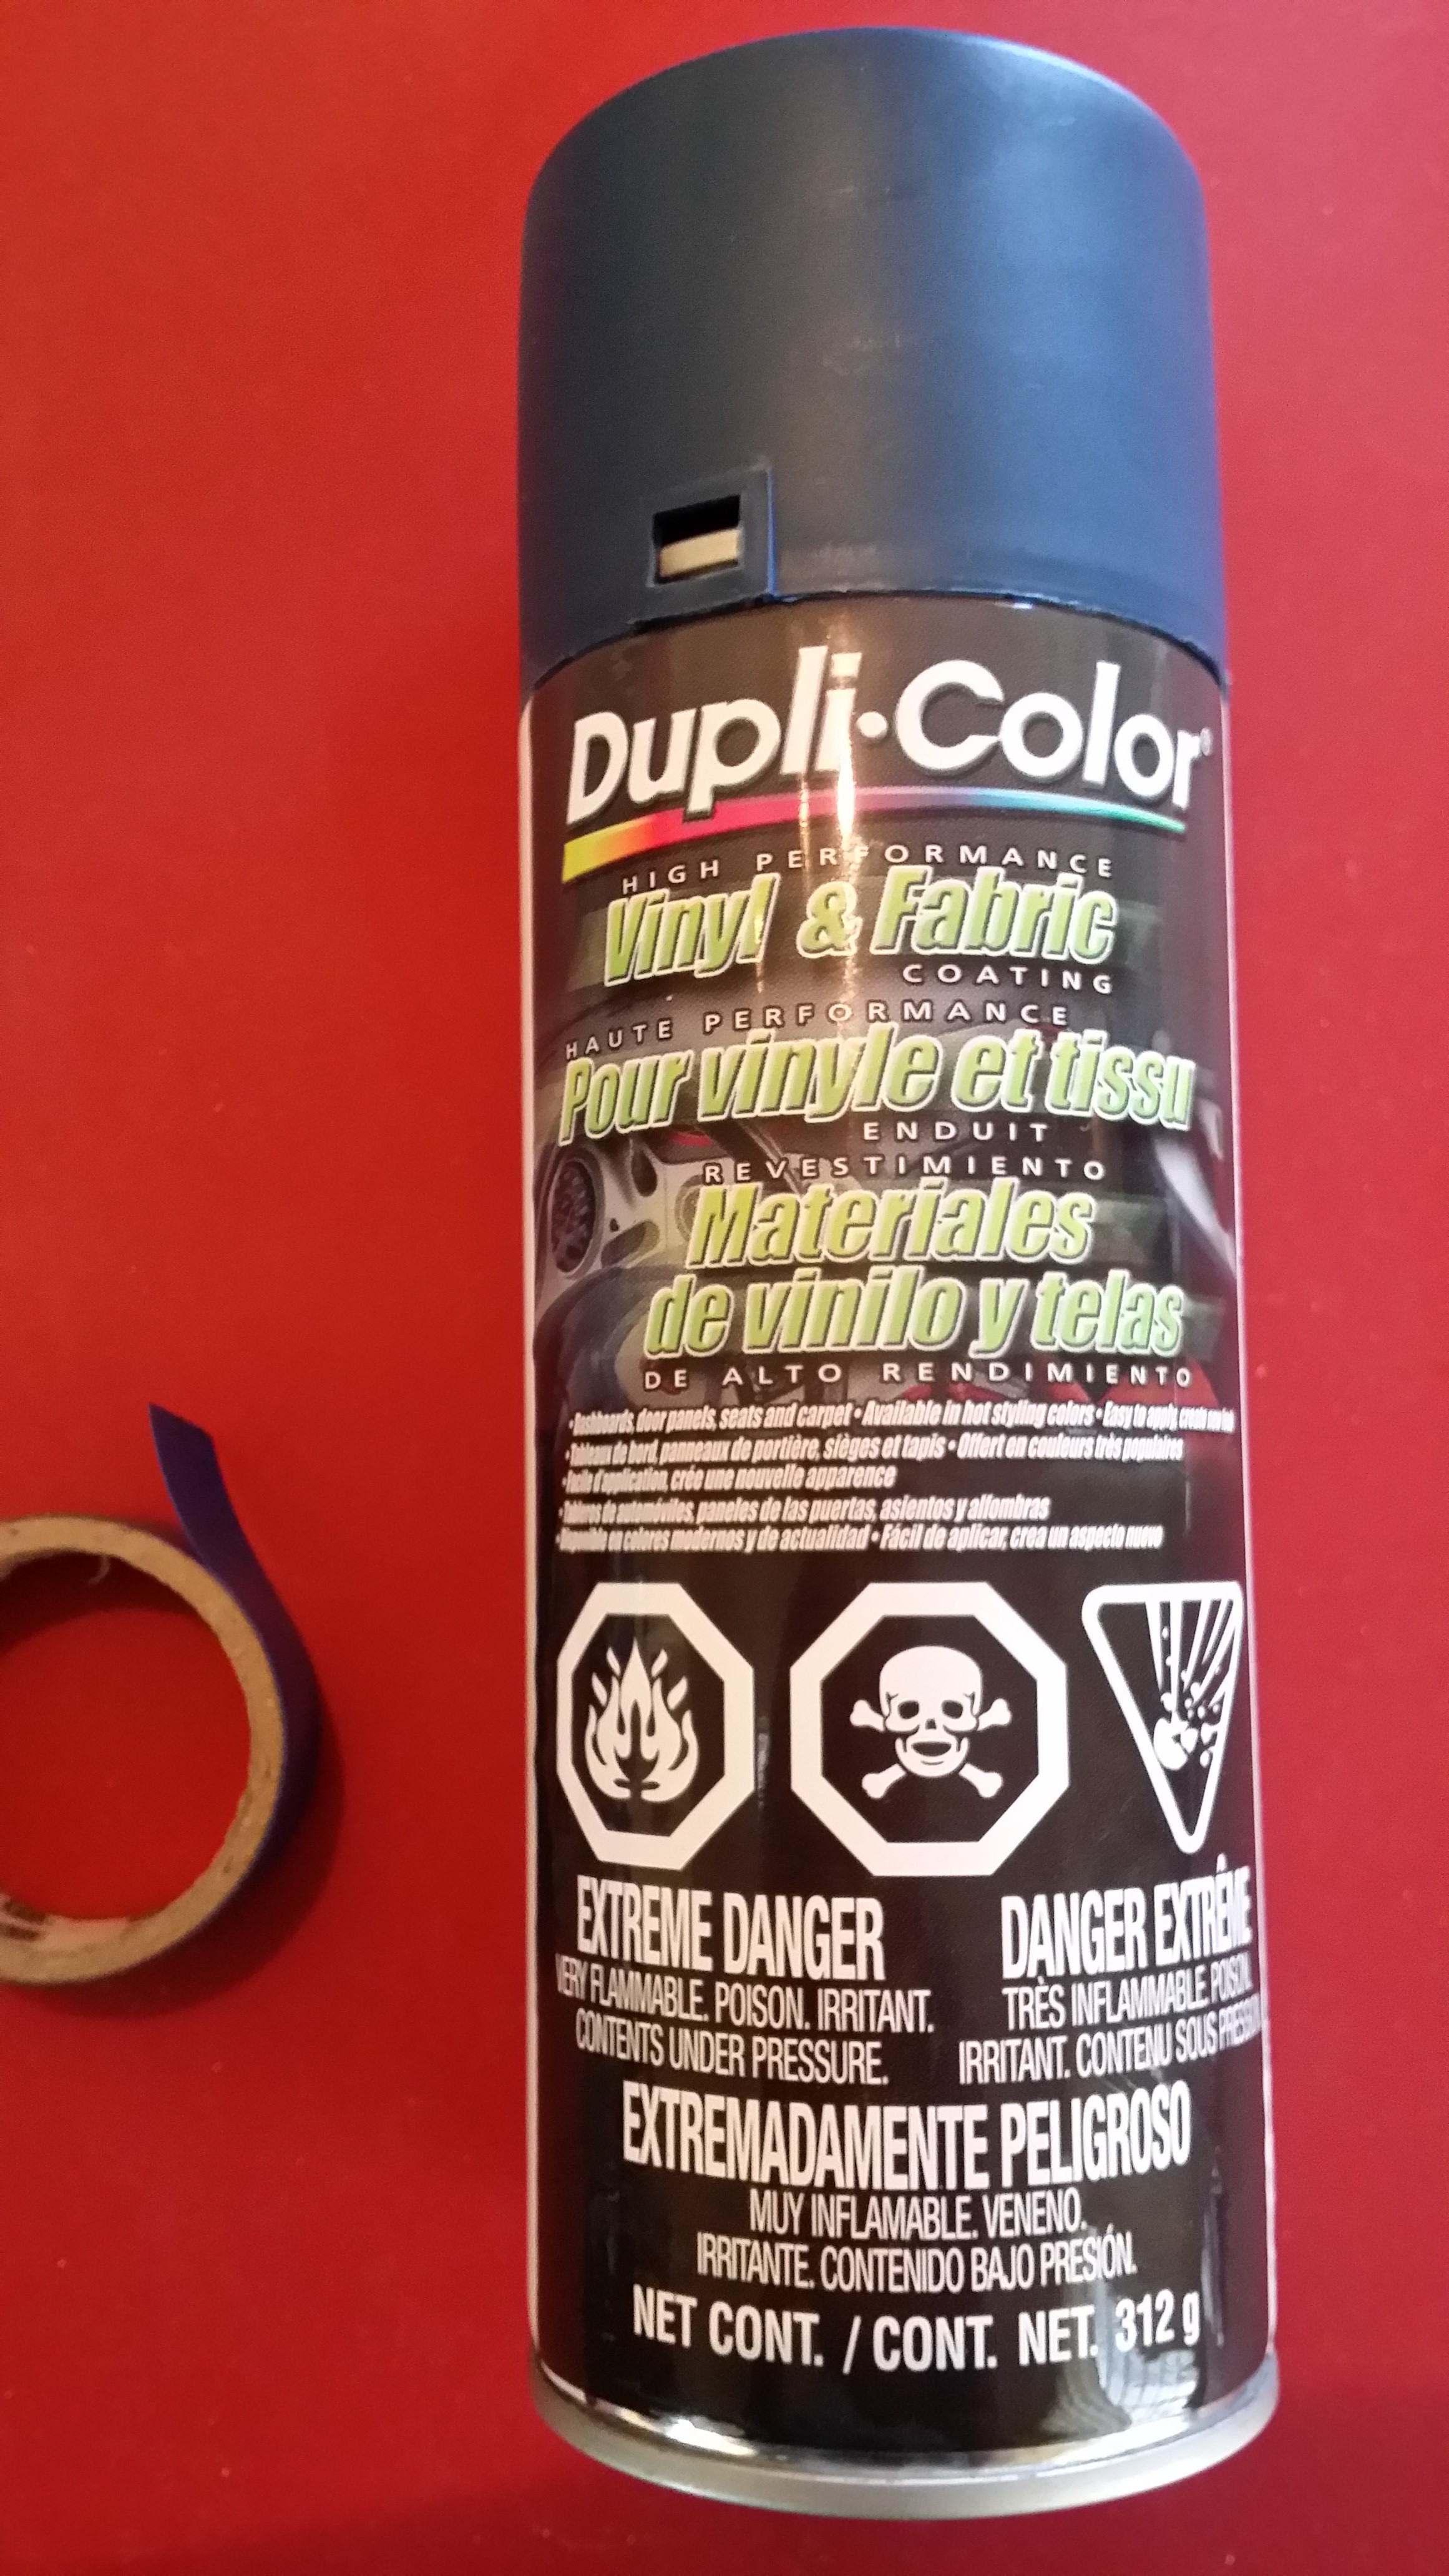 Dupli•Color®
HIGH PERFORMANCE
Vinyl & Fabric
COATING
HAUTE PERFORMANCE
Pour vinyle et tissu
ENDUIT
REVESTIMIENTO
Materiales
de vinilo y telas
DE ALTO RENDIMIENTO
• Dashboards, door panels, seats and carpet • Available in hot styling colors • Easy to apply, create
• Tableaux de bord, panneaux de portière, sièges et tapis • Offert en couleurs très populaires
• Facile d'application, crée une nouvelle apparence
• de automóviles, paneles de las puertas, asientos y alfombras
• Disponible en colores modernos y de actualidad • Fácil de aplicar, crea un aspecto nuevo
EXTREME DANGER
VERY FLAMMABLE. POISON. IRRITANT.
CONTENTS UNDER PRESSURE.
DANGER EXTRÊME
TRÈS INFLAMMABLE. POISON.
IRRITANT. CONTENU SOUS PRESSION
EXTREMADAMENTE PELIGROSO
MUY INFLAMABLE. VENENO.
IRRITANTE. CONTENIDO BAJO PRESIÓN.
NET CONT. / CONT. NET. 312 g